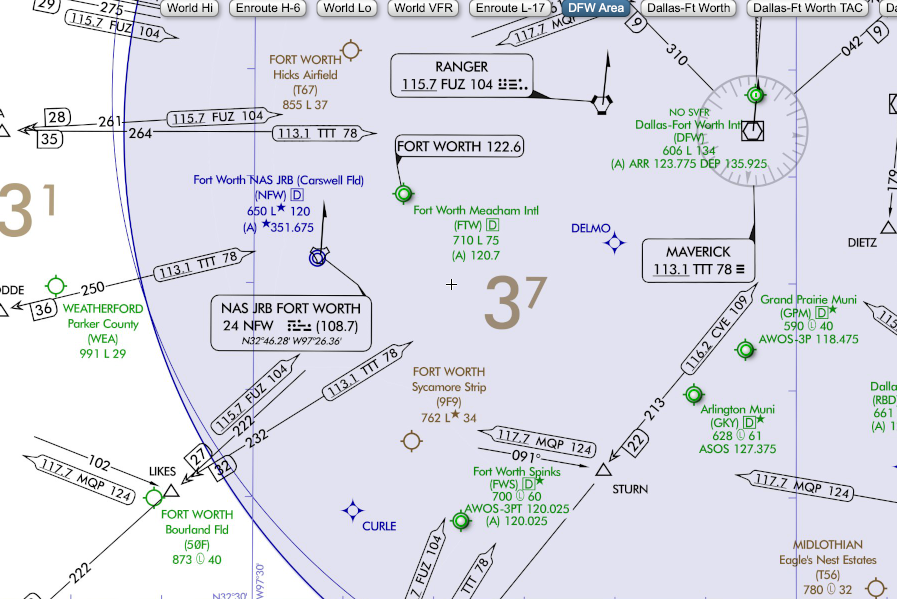 World Hi
Enroute H-6
World Lo
World VFR
Enroute L-17
DFW Area
Dallas-Ft Worth
Dallas-Ft Worth TAC
Da
29
275
115.7 FUZ 104
FORT WORTH
Hicks Airfield
(T67)
855 L 37
117.7 MQP
9
310
042
9
RANGER
115.7 FUZ 104
28
35
261
264
115.7 FUZ 104
113.1 TTT 78
FORT WORTH 122.6
NO SVFR
Dallas-Fort Worth Intl
(DFW)
606 L 134
(A) ARR 123.775 DEP 135.925
179
DIETZ
Fort Worth NAS JRB (Carswell Fld)
(NFW) D
650 L★ 120
(A) ★351.675
Fort Worth Meacham Intl
(FTW) D
710 L 75
(A) 120.7
DELMO
MAVERICK
113.1 TTT 78
3 1
3 7
113.1 TTT 78
250
36
ODDE
WEATHERFORD
Parker County
(WEA)
991 L 29
NAS JRB FORT WORTH
24 NFW (108.7)
N32°46.28' W97°26.36'
116.2 CVE 109
213
22
Grand Prairie Muni
(GPM) D★
590 Ⓛ 40
AWOS-3P 118.475
113.1 TTT 78
115.7 FUZ 104
222
232
27
32
FORT WORTH
Sycamore Strip
(9F9)
762 L★ 34
Arlington Muni
(GKY) D★
628 Ⓛ 61
ASOS 127.375
Dalla
(RBD)
661
(A) 1
102
117.7 MQP 124
LIKES
FORT WORTH
Bourland Fld
(50F)
873 Ⓛ 40
222
117.7 MQP 124
091°
STURN
Fort Worth Spinks
(FWS) D★
700 Ⓛ 60
AWOS-3PT 120.025
(A) 120.025
CURLE
117.7 MQP 124
7 FUZ 104
TTT 78
N32°30'
W97°30'
MIDLOTHIAN
Eagle's Nest Estates
(T56)
780 Ⓛ 32